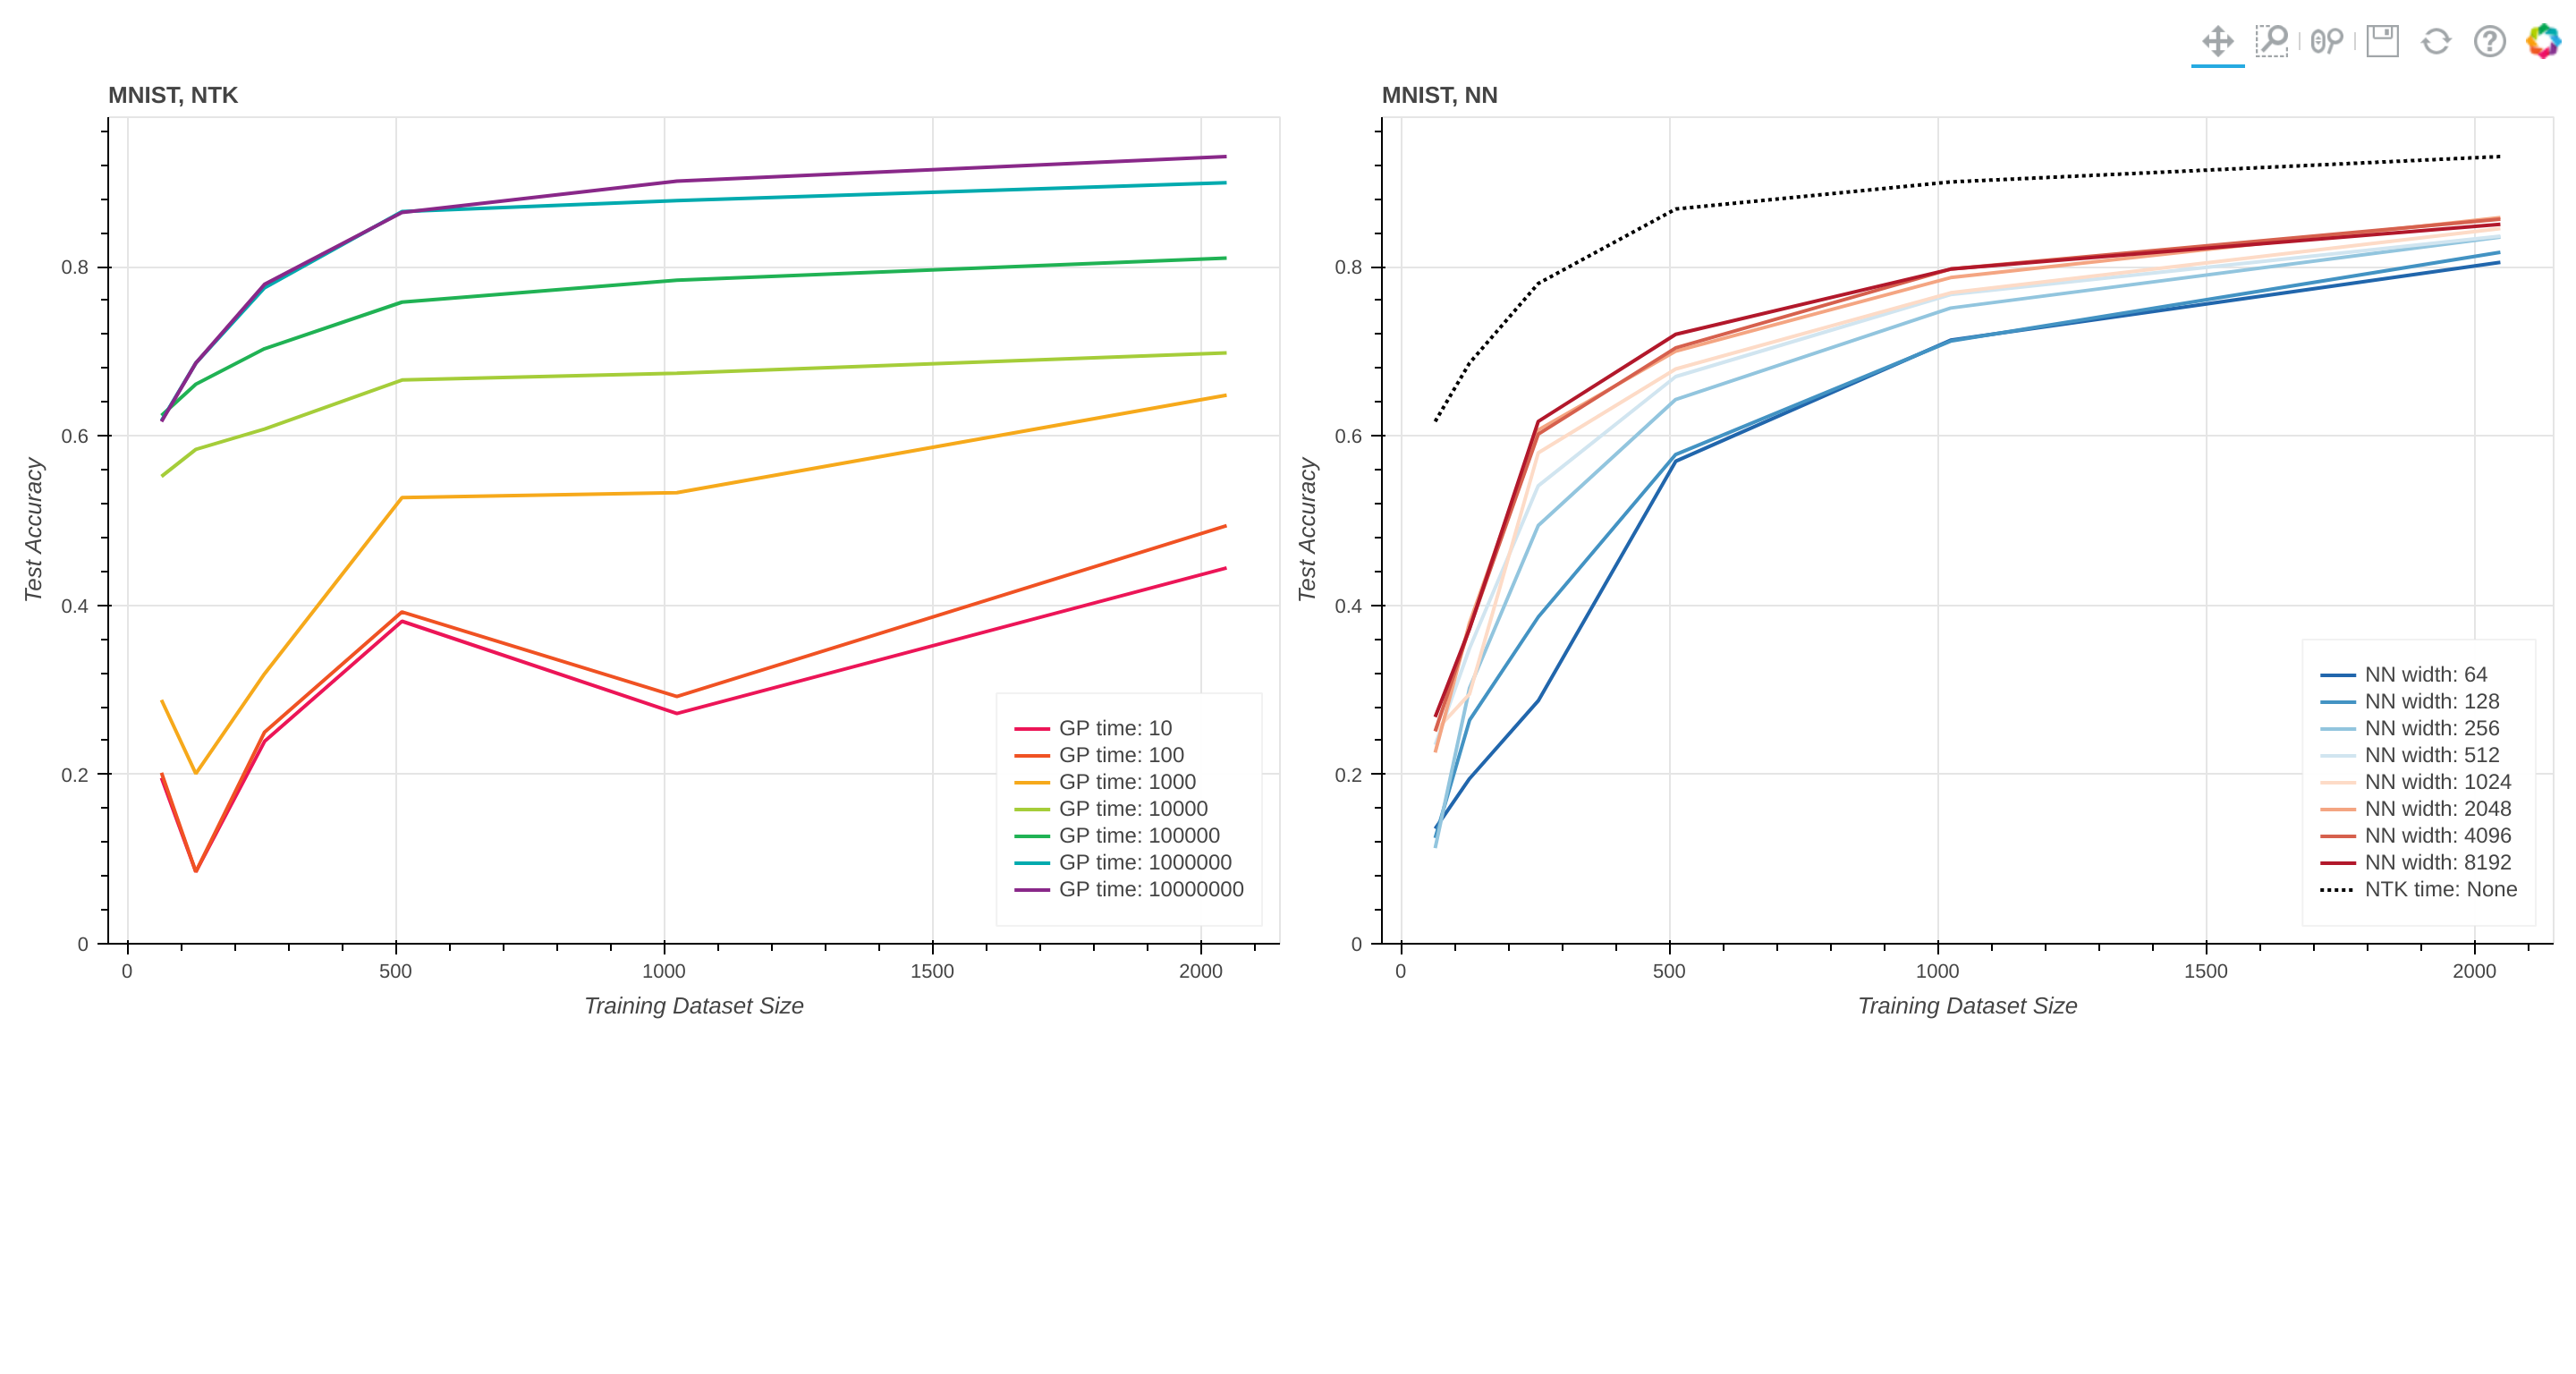 MNIST, NTK
Test Accuracy
0.8
0.6
0.4
0.2
0
0 500 1000 1500 2000
Training Dataset Size
GP time: 10
GP time: 100
GP time: 1000
GP time: 10000
GP time: 100000
GP time: 1000000
GP time: 10000000
MNIST, NN
Test Accuracy
0.8
0.6
0.4
0.2
0
0 500 1000 1500 2000
Training Dataset Size
NN width: 64
NN width: 128
NN width: 256
NN width: 512
NN width: 1024
NN width: 2048
NN width: 4096
NN width: 8192
NTK time: None